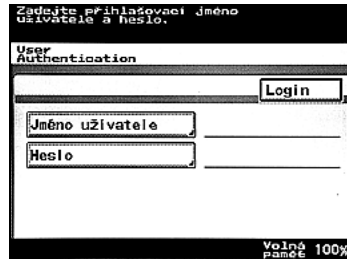 Zadejte přihlašovací jméno
uživatele a heslo.
User
Authentication
Login
Jméno uživatele
Heslo
Volná
paměť 100%